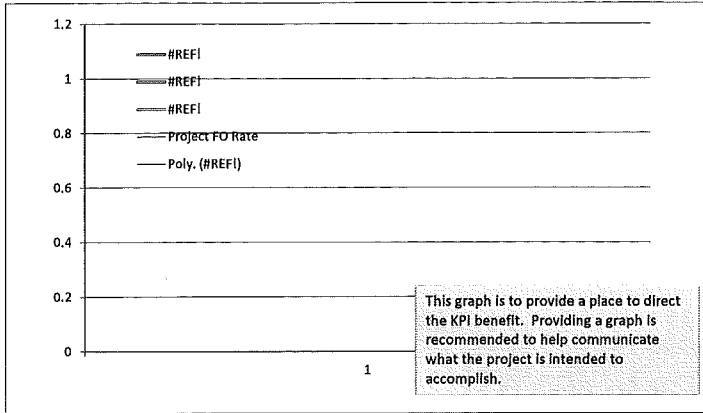 1.2
1
0.8
0.6
0.4
0.2
0
1
#REF!
#REF!
#REF!
Project FO Rate
Poly. (#REF!)
This graph is to provide a place to direct
the KPI benefit. Providing a graph is
recommended to help communicate
what the project is intended to
accomplish.